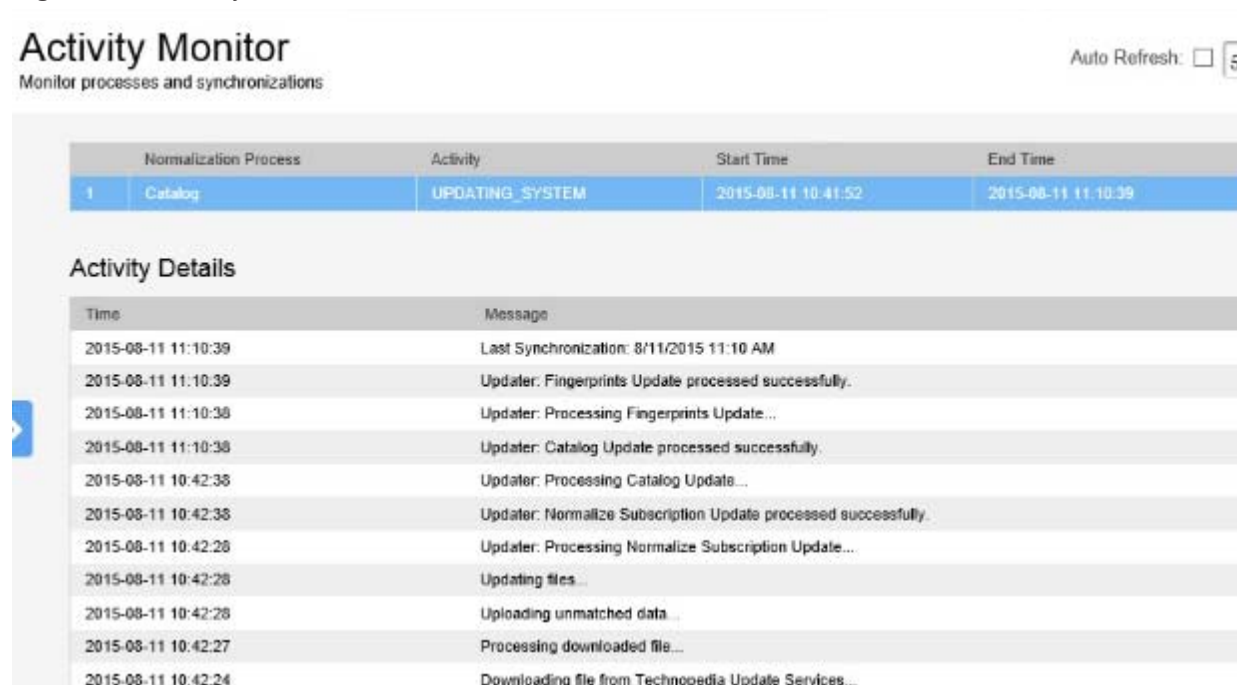 Activity Monitor
Auto Refresh:
Monitor processes and synchronizations
Normalization Process Activity Start Time End Time
1 Catalog UPDATING_SYSTEM 2015-08-11 10:41:52 2015-08-11 11:10:39
Activity Details
Time Message
2015-08-11 11:10:39 Last Synchronization: 8/11/2015 11:10 AM
2015-08-11 11:10:39 Updater: Fingerprints Update processed successfully.
2015-08-11 11:10:38 Updater: Processing Fingerprints Update...
2015-08-11 11:10:38 Updater: Catalog Update processed successfully.
2015-08-11 10:42:38 Updater: Processing Catalog Update...
2015-08-11 10:42:38 Updater: Normalize Subscription Update processed successfully.
2015-08-11 10:42:28 Updater: Processing Normalize Subscription Update...
2015-08-11 10:42:28 Updating files...
2015-08-11 10:42:28 Uploading unmatched data...
2015-08-11 10:42:27 Processing downloaded file...
2015-08-11 10:42:24 Downloading file from Technopedia Update Services...